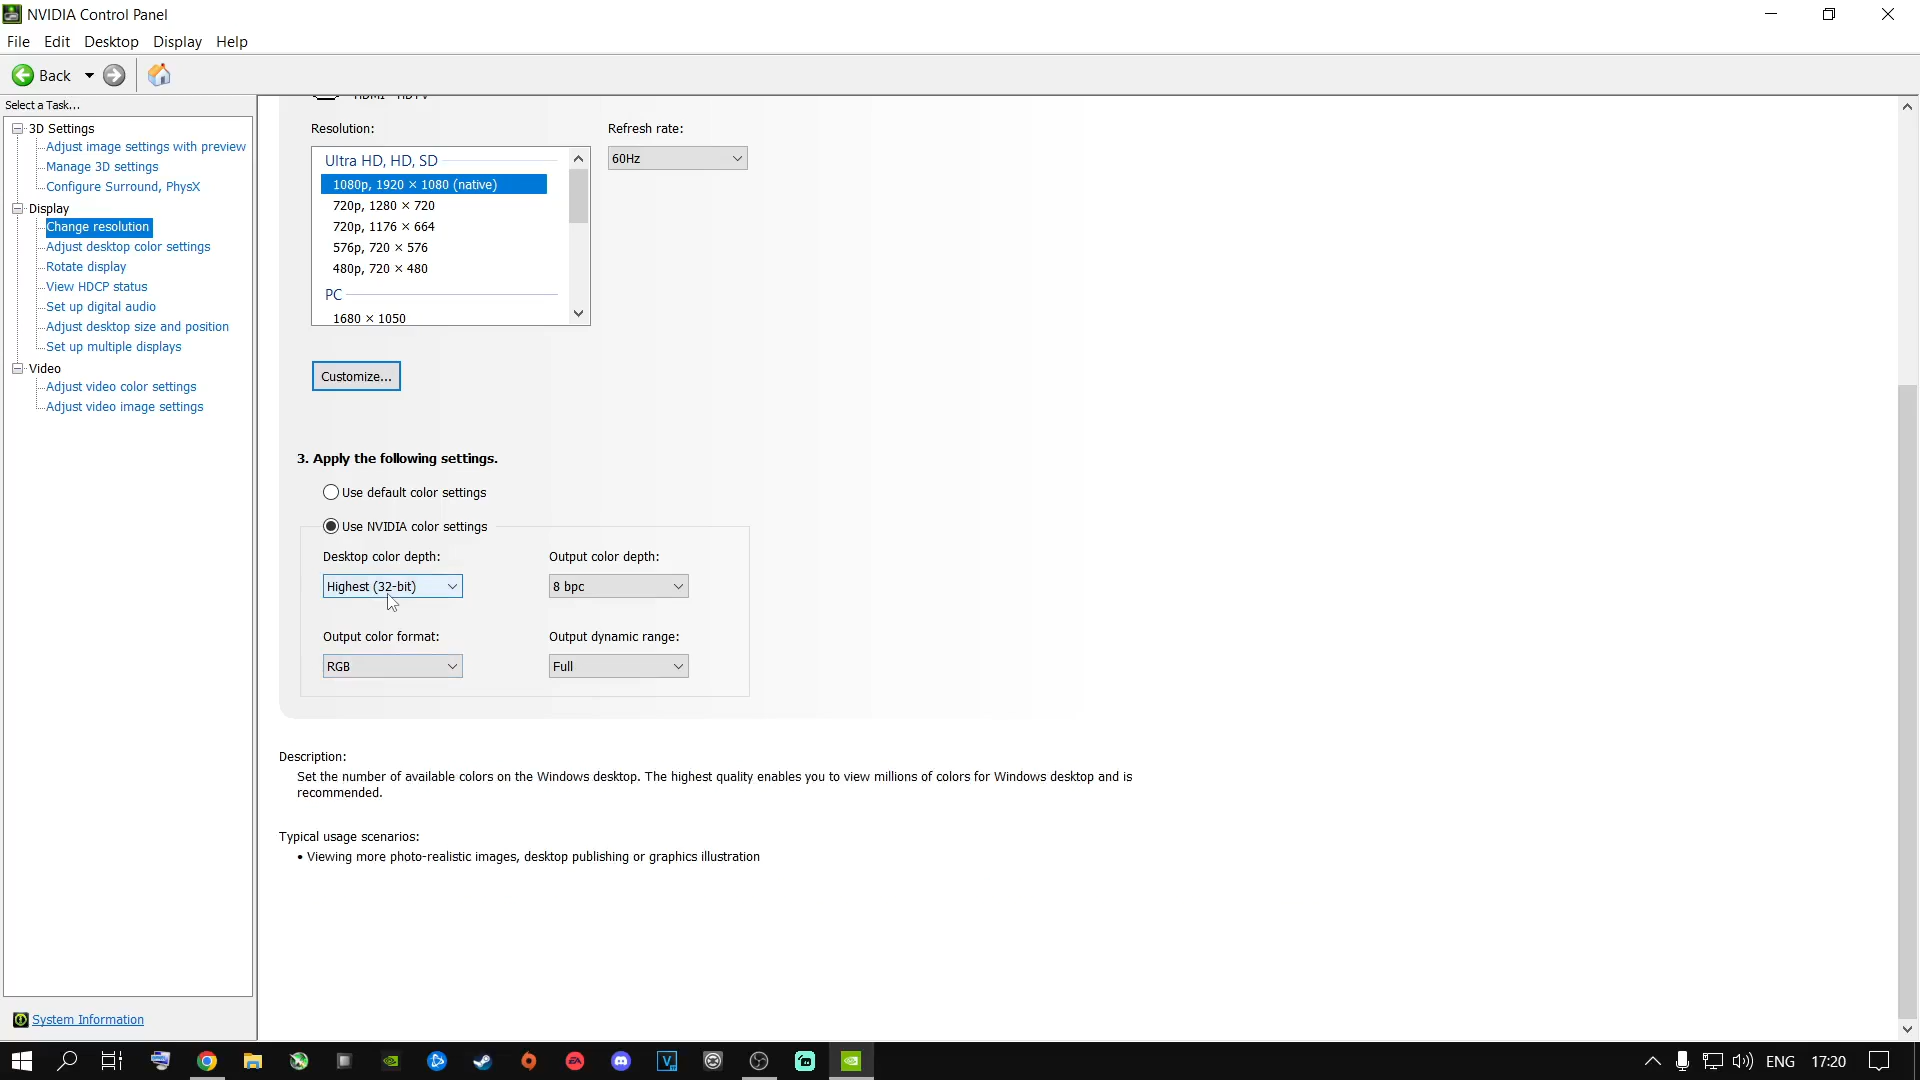 NVIDIA Control Panel
File Edit Desktop Display Help
Back
Select a Task...
3D Settings
Adjust image settings with preview
Manage 3D settings
Configure Surround, PhysX
Display
Change resolution
Adjust desktop color settings
Rotate display
View HDCP status
Set up digital audio
Adjust desktop size and position
Set up multiple displays
Video
Adjust video color settings
Adjust video image settings
System Information
Resolution:
Refresh rate:
60Hz
Ultra HD, HD, SD
1080p, 1920 × 1080 (native)
720p, 1280 × 720
720p, 1176 × 664
576p, 720 × 576
480p, 720 × 480
PC
1680 × 1050
Customize...
3. Apply the following settings.
Use default color settings
Use NVIDIA color settings
Desktop color depth:
Output color depth:
Highest (32-bit)
8 bpc
Output color format:
Output dynamic range:
RGB
Full
Description:
Set the number of available colors on the Windows desktop. The highest quality enables you to view millions of colors for Windows desktop and is
recommended.
Typical usage scenarios:
• Viewing more photo-realistic images, desktop publishing or graphics illustration
ENG 17:20